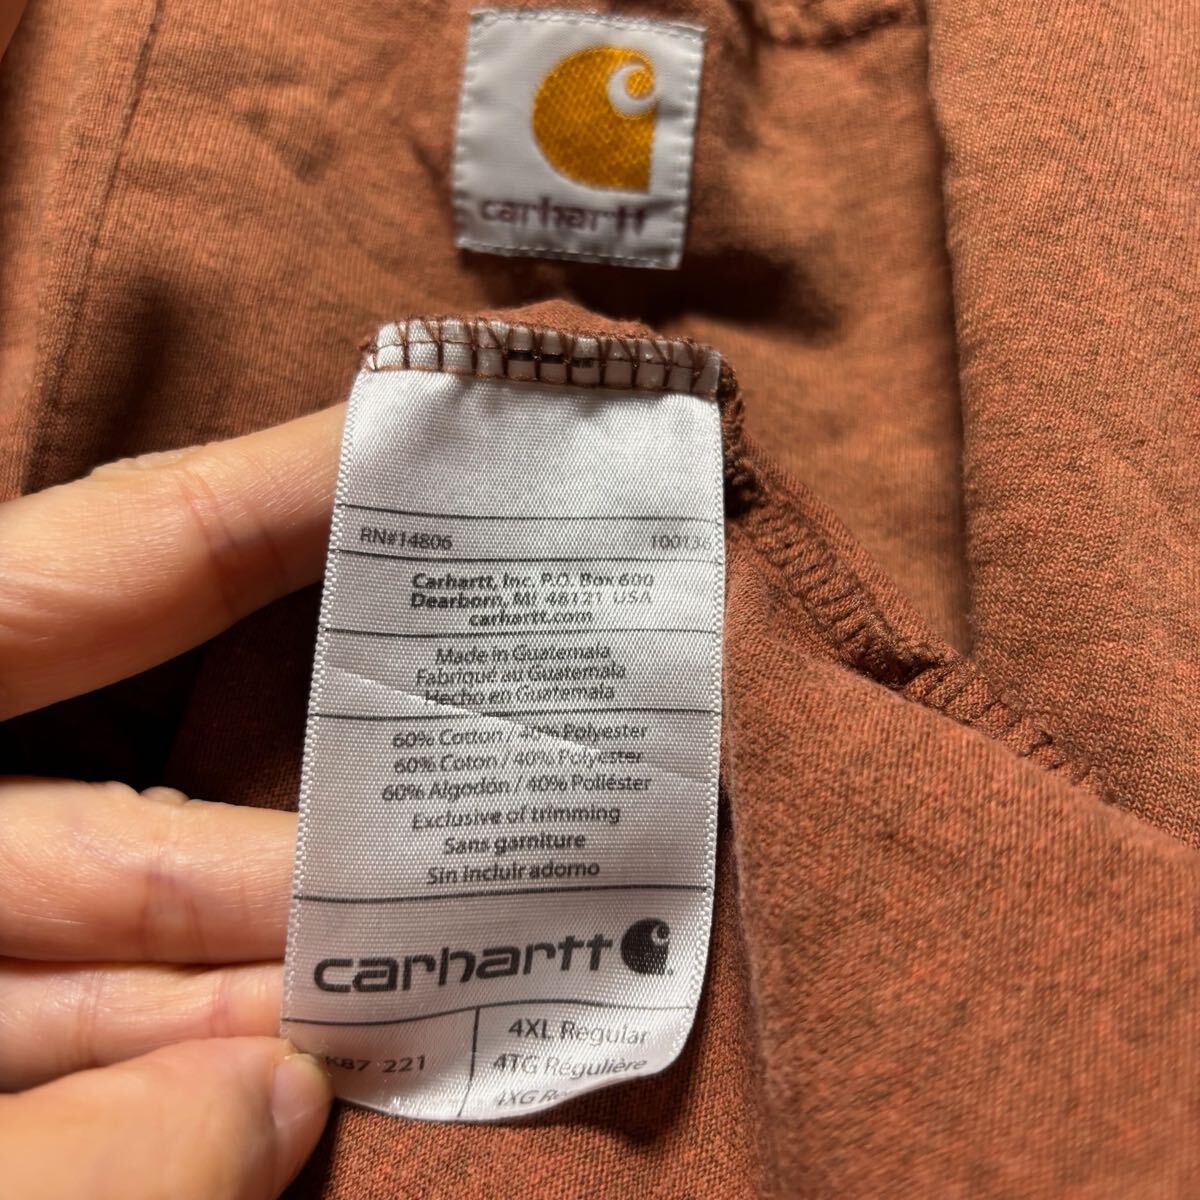 carhartt
RN#14806
Carhartt, Inc. P.O. Box 600
Dearborn, MI 48121 USA
carhartt.com
Made in Guatemala
Fabriqué au Guatemala
Hecho en Guatemala
60% Cotton / 40% Polyester
60% Coton / 40% Polyester
60% Algodón / 40% Poliéster
Exclusive of trimming
Sans garniture
Sin incluir adorno
carhartt
K87 221
4XL Regular
4TG Régulière
4XG